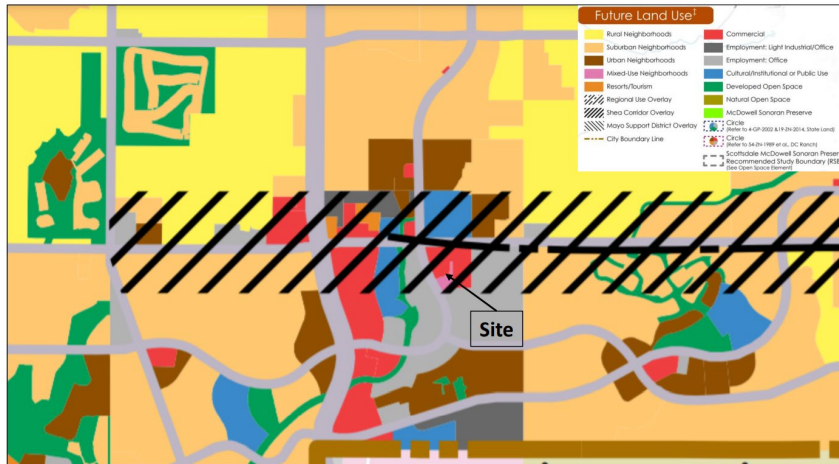 Future Land Use‡
Rural Neighborhoods
Suburban Neighborhoods
Urban Neighborhoods
Mixed-Use Neighborhoods
Resorts/Tourism
Regional Use Overlay
Shea Corridor Overlay
Mayo Support District Overlay
City Boundary Line
Commercial
Employment: Light Industrial/Office
Employment: Office
Cultural/Institutional or Public Use
Developed Open Space
Natural Open Space
McDowell Sonoran Preserve
Circle
(Refer to 4-GP-2002 &19-ZN-2014, State Land)
Circle
(Refer to 54-ZN-1989 et al., DC Ranch)
Scottsdale McDowell Sonoran Preser
Recommended Study Boundary (RSB
(See Open Space Element)
Site